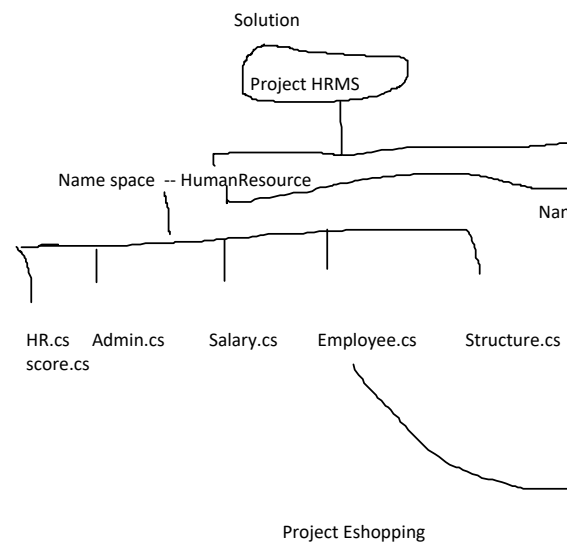 Solution
Project HRMS
Name space  -- HumanResource
Nan
HR.cs Admin.cs Salary.cs Employee.cs Structure.cs
score.cs
Project Eshopping